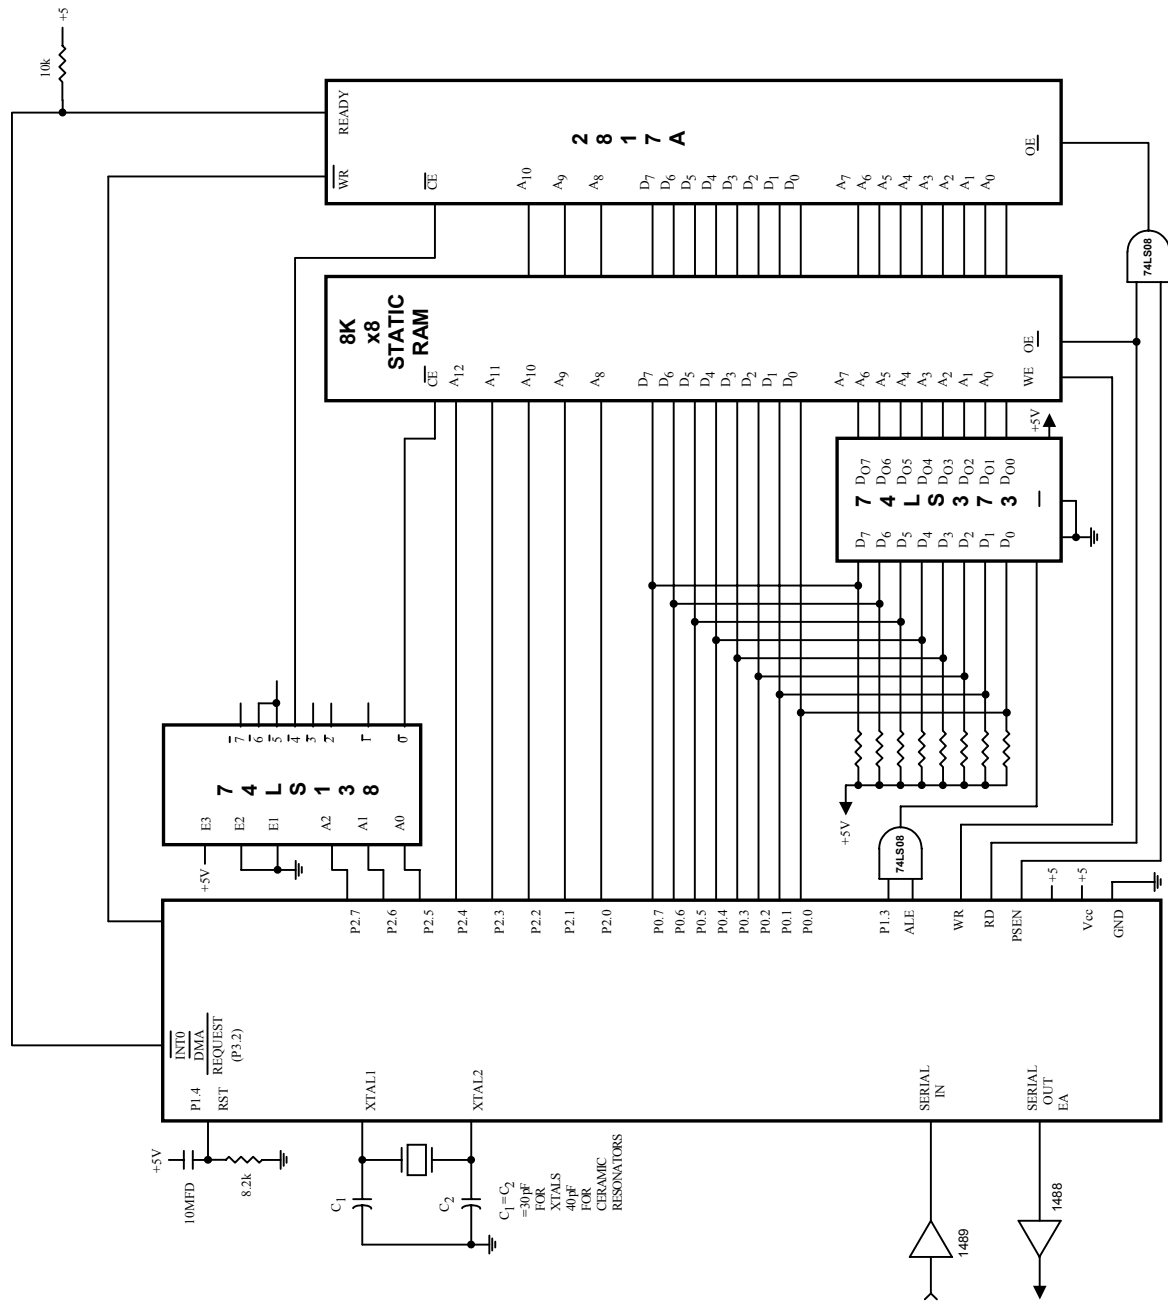 +5
10k
READY
WR
CE
A10
A9
A8
D7
D6
D5
D4
D3
D2
D1
D0
A7
A6
A5
A4
A3
A2
A1
A0
OE
2817A
74LS08
8K
x8
STATIC
RAM
CE
A12
A11
A10
A9
A8
D7
D6
D5
D4
D3
D2
D1
D0
A7
A6
A5
A4
A3
A2
A1
A0
WE
OE
+5V
DO7
DO6
DO5
DO4
DO3
DO2
DO1
DO0
74LS373
D7
D6
D5
D4
D3
D2
D1
D0
7
6
5
4
3
2
1
0
74LS138
E3
E2
E1
A2
A1
A0
+5V
+5V
74LS08
P2.7
P2.6
P2.5
P2.4
P2.3
P2.2
P2.1
P2.0
P0.7
P0.6
P0.5
P0.4
P0.3
P0.2
P0.1
P0.0
P1.3
ALE
WR
RD
PSEN
+5
+5
Vcc
GND
INT0
DMA
REQUEST
(P3.2)
P1.4
RST
XTAL1
XTAL2
SERIAL
IN
SERIAL
OUT
EA
+5V
10MFD
8.2k
C1
C2
C1=C2
=30pF
FOR
XTALS
40pF
FOR
CERAMIC
RESONATORS
1489
1488